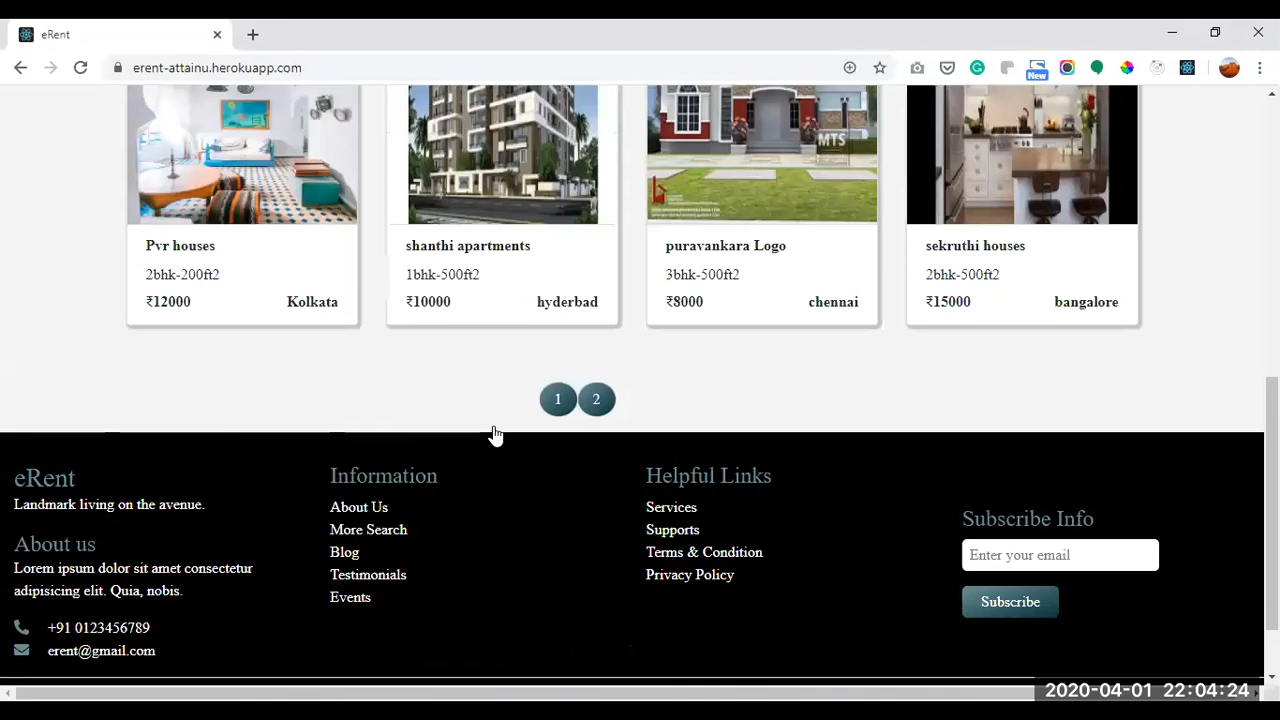 eRent
erent-attainu.herokuapp.com
New
MTS
Pvr houses
2bhk-200ft2
₹12000 Kolkata
shanthi apartments
1bhk-500ft2
₹10000 hyderbad
puravankara Logo
3bhk-500ft2
₹8000 chennai
sekruthi houses
2bhk-500ft2
₹15000 bangalore
1 2
eRent
Landmark living on the avenue.
About us
Lorem ipsum dolor sit amet consectetur
adipisicing elit. Quia, nobis.
+91 0123456789
erent@gmail.com
Information
About Us
More Search
Blog
Testimonials
Events
Helpful Links
Services
Supports
Terms & Condition
Privacy Policy
Subscribe Info
Enter your email
Subscribe
2020-04-01 22:04:24